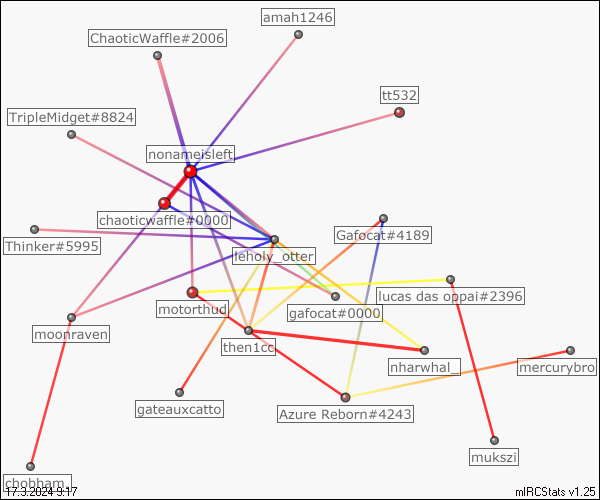 amah1246
ChaoticWaffle#2006
tt532
TripleMidget#8824
nonameisleft
chaoticwaffle#0000
Gafocat#4189
Thinker#5995
leholy_otter
lucas das oppai#2396
motorthud
gafocat#0000
moonraven
then1cc
nharwhal_
mercurybro
gateauxcatto
Azure Reborn#4243
mukszi
chobham_
17.3.2024 9:17
mIRCStats v1.25